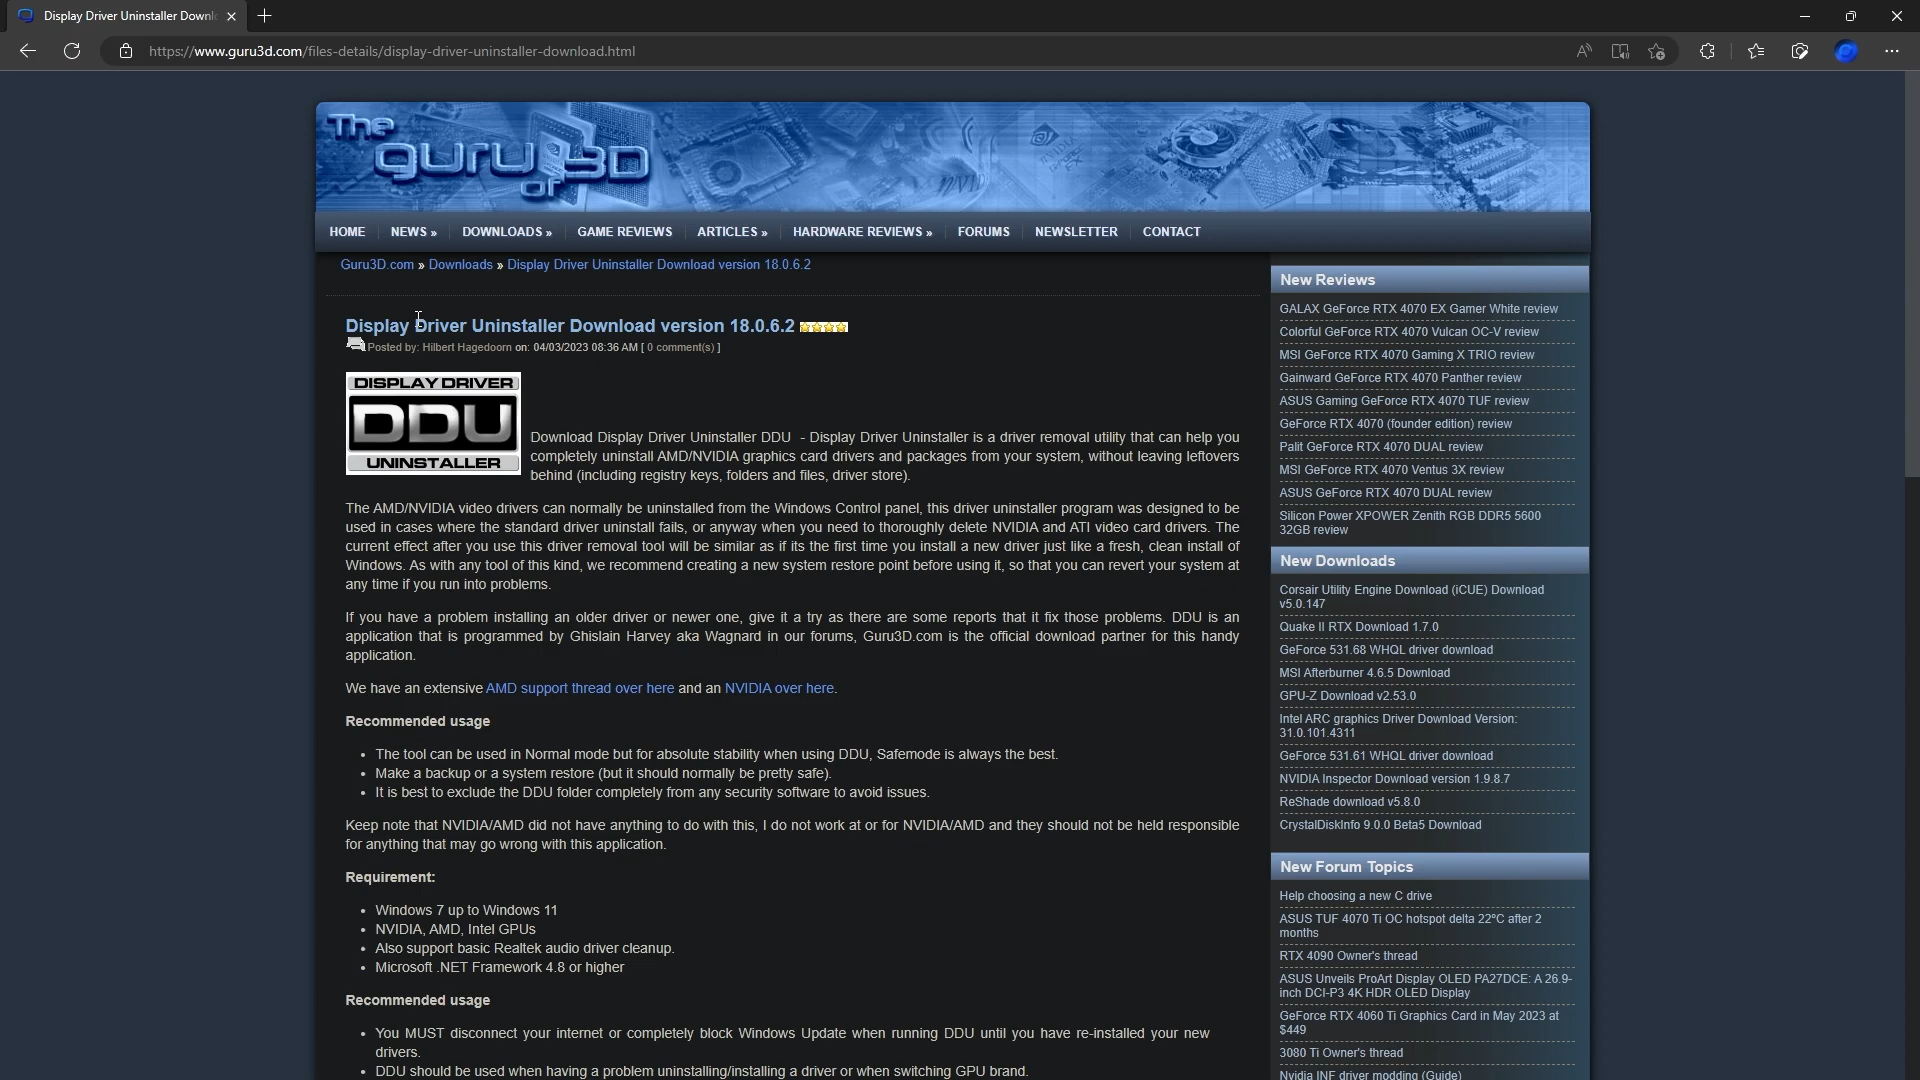 Display Driver Uninstaller Downl
https://www.guru3d.com/files-details/display-driver-uninstaller-download.html
The
guru
of 3D
HOME NEWS » DOWNLOADS » GAME REVIEWS ARTICLES » HARDWARE REVIEWS » FORUMS NEWSLETTER CONTACT
Guru3D.com » Downloads » Display Driver Uninstaller Download version 18.0.6.2
Display Driver Uninstaller Download version 18.0.6.2
Posted by: Hilbert Hagedoorn on: 04/03/2023 08:36 AM [ 0 comment(s) ]
DISPLAY DRIVER
DDU
UNINSTALLER
Download Display Driver Uninstaller DDU - Display Driver Uninstaller is a driver removal utility that can help you
completely uninstall AMD/NVIDIA graphics card drivers and packages from your system, without leaving leftovers
behind (including registry keys, folders and files, driver store).
The AMD/NVIDIA video drivers can normally be uninstalled from the Windows Control panel, this driver uninstaller program was designed to be
used in cases where the standard driver uninstall fails, or anyway when you need to thoroughly delete NVIDIA and ATI video card drivers. The
current effect after you use this driver removal tool will be similar as if its the first time you install a new driver just like a fresh, clean install of
Windows. As with any tool of this kind, we recommend creating a new system restore point before using it, so that you can revert your system at
any time if you run into problems.
If you have a problem installing an older driver or newer one, give it a try as there are some reports that it fix those problems. DDU is an
application that is programmed by Ghislain Harvey aka Wagnard in our forums, Guru3D.com is the official download partner for this handy
application.
We have an extensive AMD support thread over here and an NVIDIA over here.
Recommended usage
• The tool can be used in Normal mode but for absolute stability when using DDU, Safemode is always the best.
• Make a backup or a system restore (but it should normally be pretty safe).
• It is best to exclude the DDU folder completely from any security software to avoid issues.
Keep note that NVIDIA/AMD did not have anything to do with this, I do not work at or for NVIDIA/AMD and they should not be held responsible
for anything that may go wrong with this application.
Requirement:
• Windows 7 up to Windows 11
• NVIDIA, AMD, Intel GPUs
• Also support basic Realtek audio driver cleanup.
• Microsoft .NET Framework 4.8 or higher
Recommended usage
• You MUST disconnect your internet or completely block Windows Update when running DDU until you have re-installed your new
drivers.
• DDU should be used when having a problem uninstalling/installing a driver or when switching GPU brand.
New Reviews
GALAX GeForce RTX 4070 EX Gamer White review
Colorful GeForce RTX 4070 Vulcan OC-V review
MSI GeForce RTX 4070 Gaming X TRIO review
Gainward GeForce RTX 4070 Panther review
ASUS Gaming GeForce RTX 4070 TUF review
GeForce RTX 4070 (founder edition) review
Palit GeForce RTX 4070 DUAL review
MSI GeForce RTX 4070 Ventus 3X review
ASUS GeForce RTX 4070 DUAL review
Silicon Power XPOWER Zenith RGB DDR5 5600
32GB review
New Downloads
Corsair Utility Engine Download (iCUE) Download
v5.0.147
Quake II RTX Download 1.7.0
GeForce 531.68 WHQL driver download
MSI Afterburner 4.6.5 Download
GPU-Z Download v2.53.0
Intel ARC graphics Driver Download Version:
31.0.101.4311
GeForce 531.61 WHQL driver download
NVIDIA Inspector Download version 1.9.8.7
ReShade download v5.8.0
CrystalDiskInfo 9.0.0 Beta5 Download
New Forum Topics
Help choosing a new C drive
ASUS TUF 4070 Ti OC hotspot delta 22°C after 2
months
RTX 4090 Owner's thread
ASUS Unveils ProArt Display OLED PA27DCE: A 26.9-
inch DCI-P3 4K HDR OLED Display
GeForce RTX 4060 Ti Graphics Card in May 2023 at
$449
3080 Ti Owner's thread
Nvidia INF driver modding (Guide)